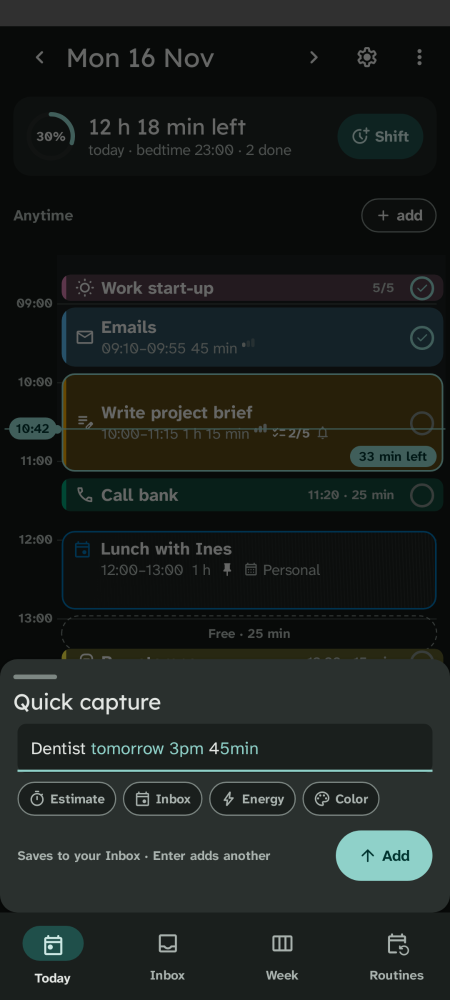 Mon 16 Nov
30%
12 h 18 min left
today · bedtime 23:00 · 2 done
Shift
Anytime
+ add
Work start-up 5/5
09:00
Emails
09:10–09:55 45 min
10:00
Write project brief
10:00–11:15 1 h 15 min 2/5
10:42
33 min left
11:00
Call bank 11:20 · 25 min
12:00
Lunch with Ines
12:00–13:00 1 h Personal
13:00
Free · 25 min
Quick capture
Dentist tomorrow 3pm 45min
Estimate
Inbox
Energy
Color
Saves to your Inbox · Enter adds another
Add
Today
Inbox
Week
Routines